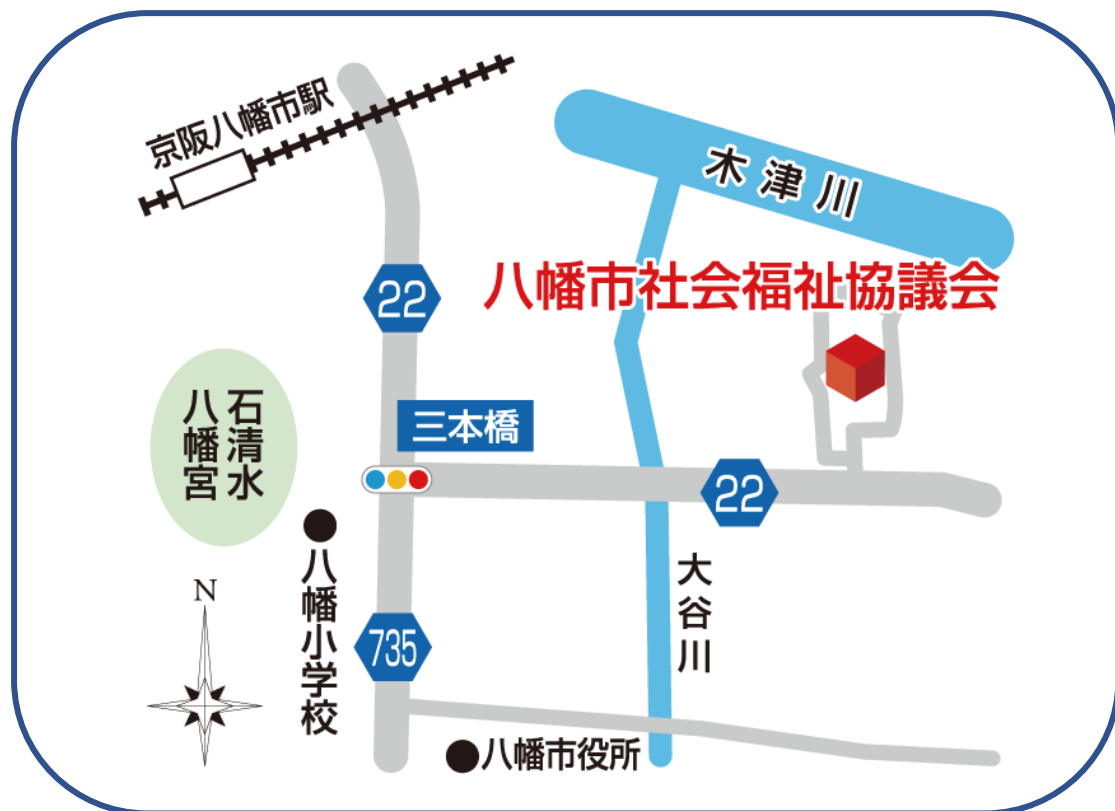 京阪八幡市駅
木津川
八幡市社会福祉協議会
22
石清水
八幡宮
三本橋
22
八幡小学校
大谷川
N
735
八幡市役所